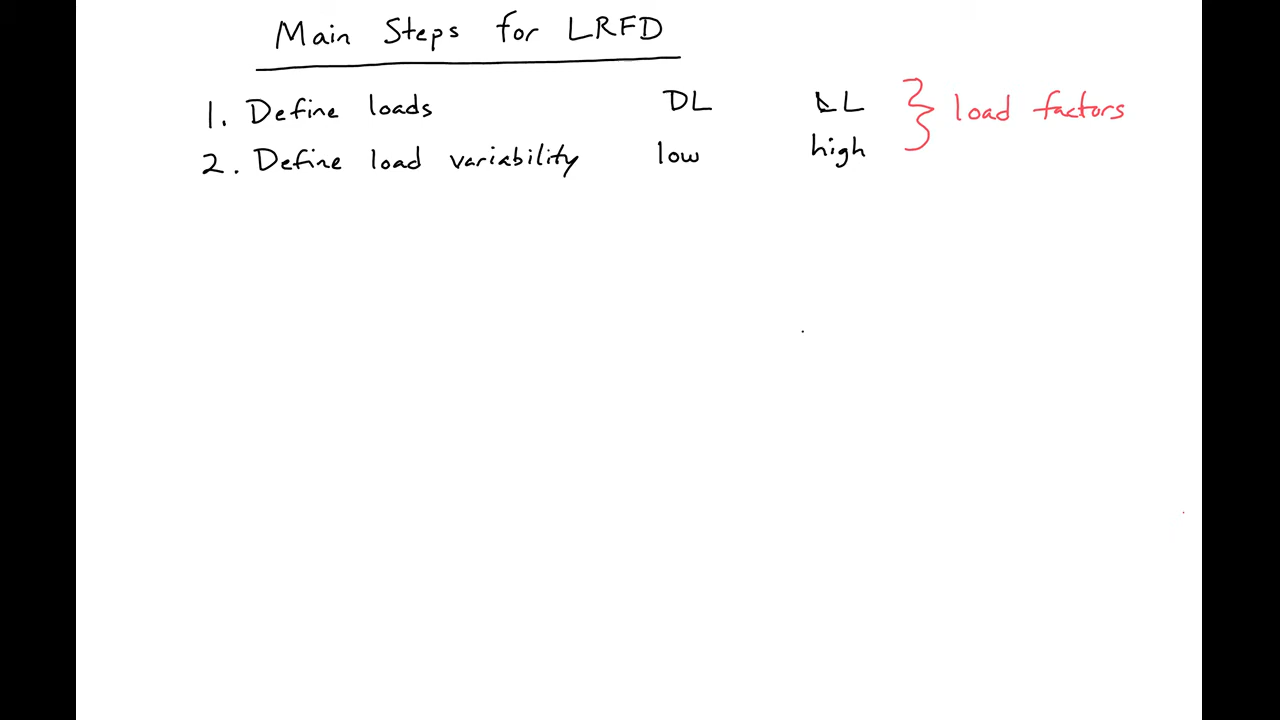 Main Steps for LRFD
1. Define loads DL LL } load factors
2. Define load variability low high